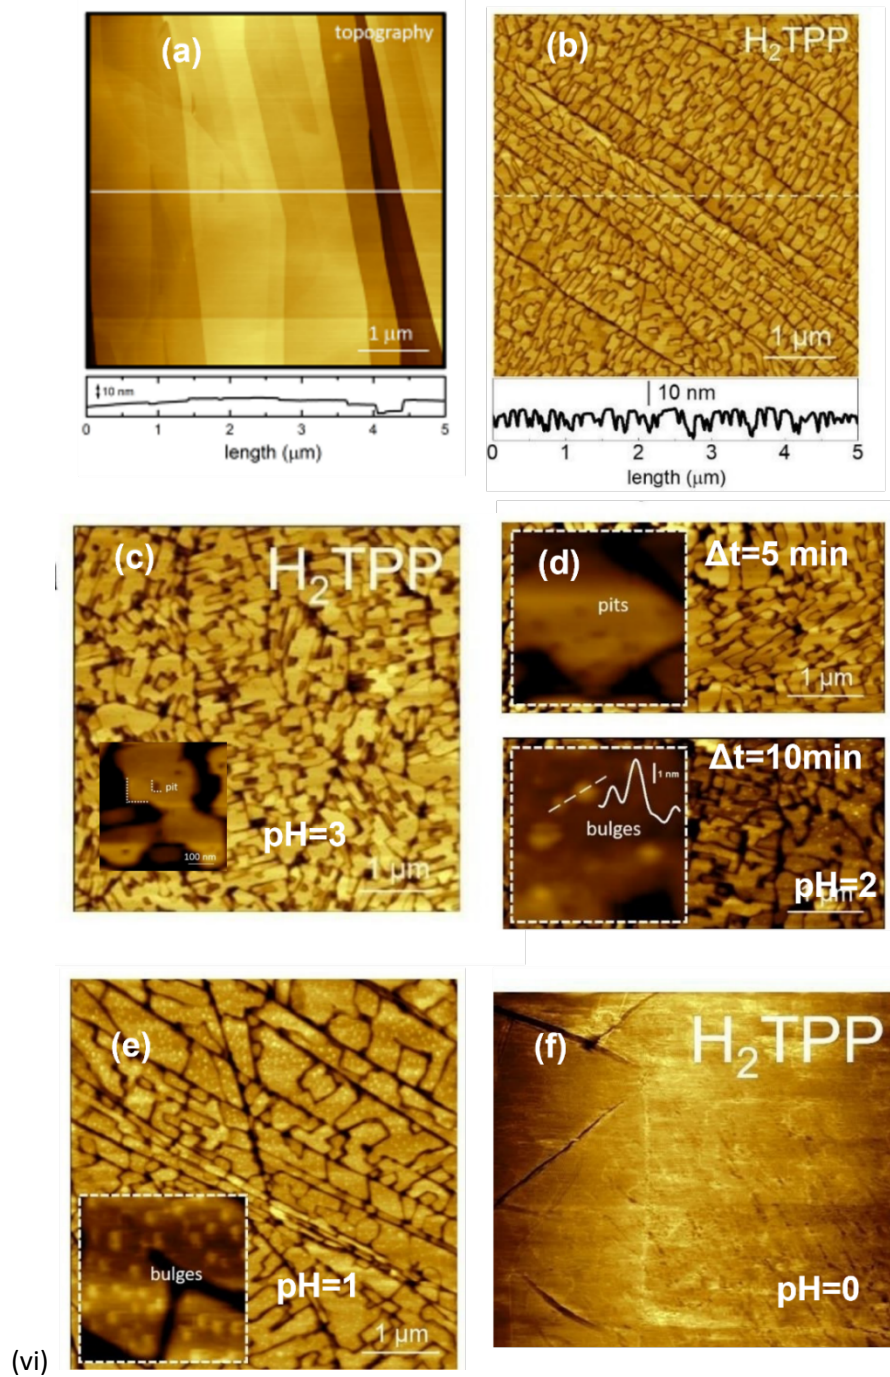 (a)
topography
1 μm
10 nm
0 1 2 3 4 5
length (μm)
(b)
H₂TPP
1 μm
10 nm
0 1 2 3 4 5
length (μm)
(c)
H₂TPP
pit
100 nm
pH=3
1 μm
(d)
Δt=5 min
pits
1 μm
Δt=10min
1 nm
bulges
pH=2
1 μm
(e)
bulges
pH=1
1 μm
(f)
H₂TPP
pH=0
(vi)